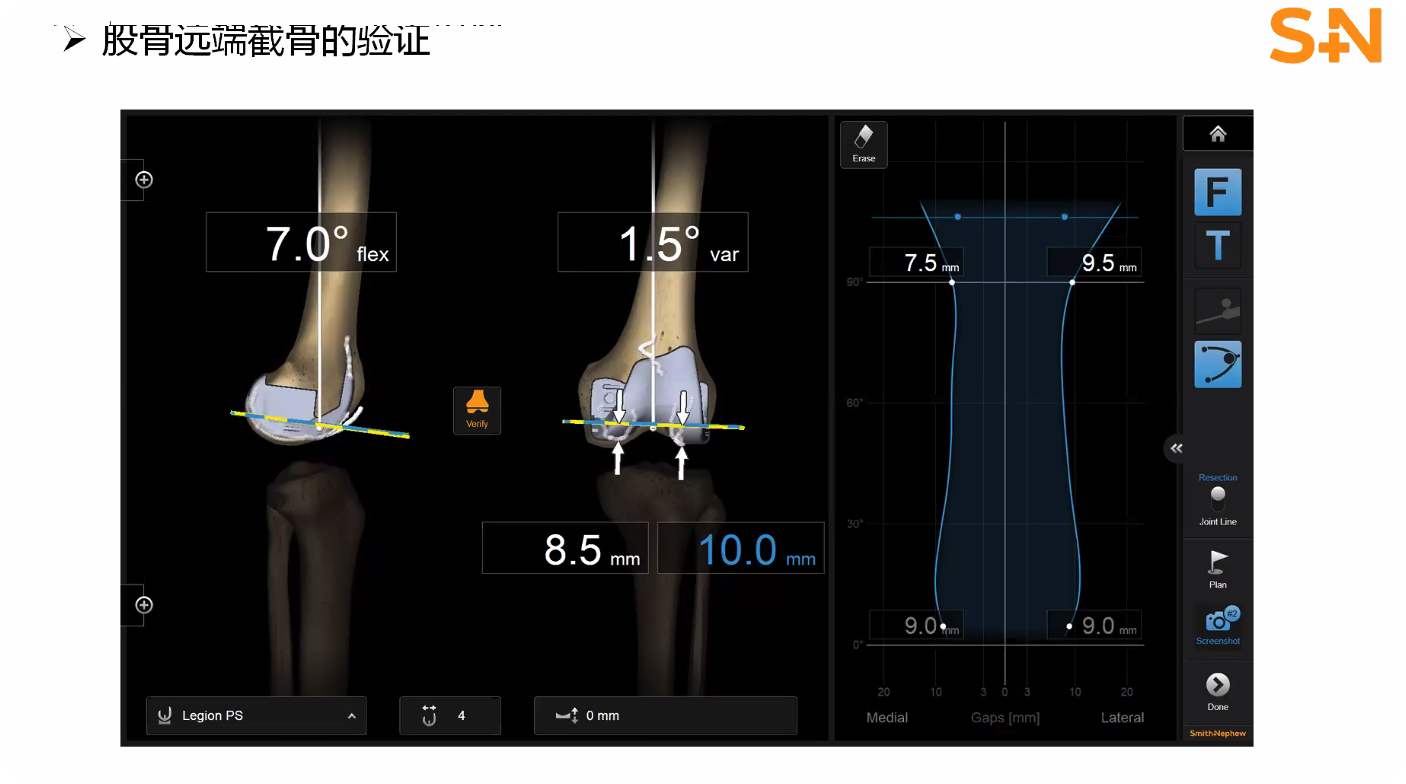 ➤ 股骨远端截骨的验证
S+N
Erase
7.0° flex
1.5° var
7.5 mm
9.5 mm
F
T
90°
Verify
60°
Resection
Joint Line
8.5 mm
10.0 mm
30°
Plan
9.0 mm
9.0 mm
#2
Screenshot
0°
20 10 3 0 3 10 20
Medial Gaps [mm] Lateral
Legion PS
4
0 mm
Done
Smith+Nephew